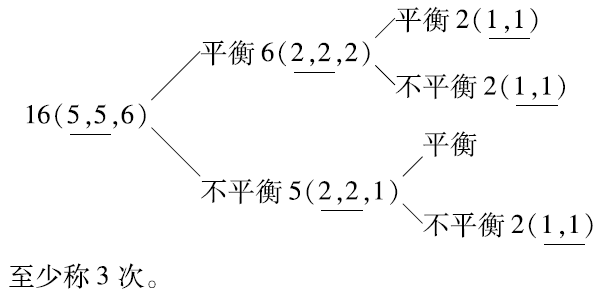 平衡2(1,1)
平衡6(2,2,2)
不平衡2(1,1)
16(5,5,6)
平衡
不平衡5(2,2,1)
不平衡2(1,1)
至少称3次。